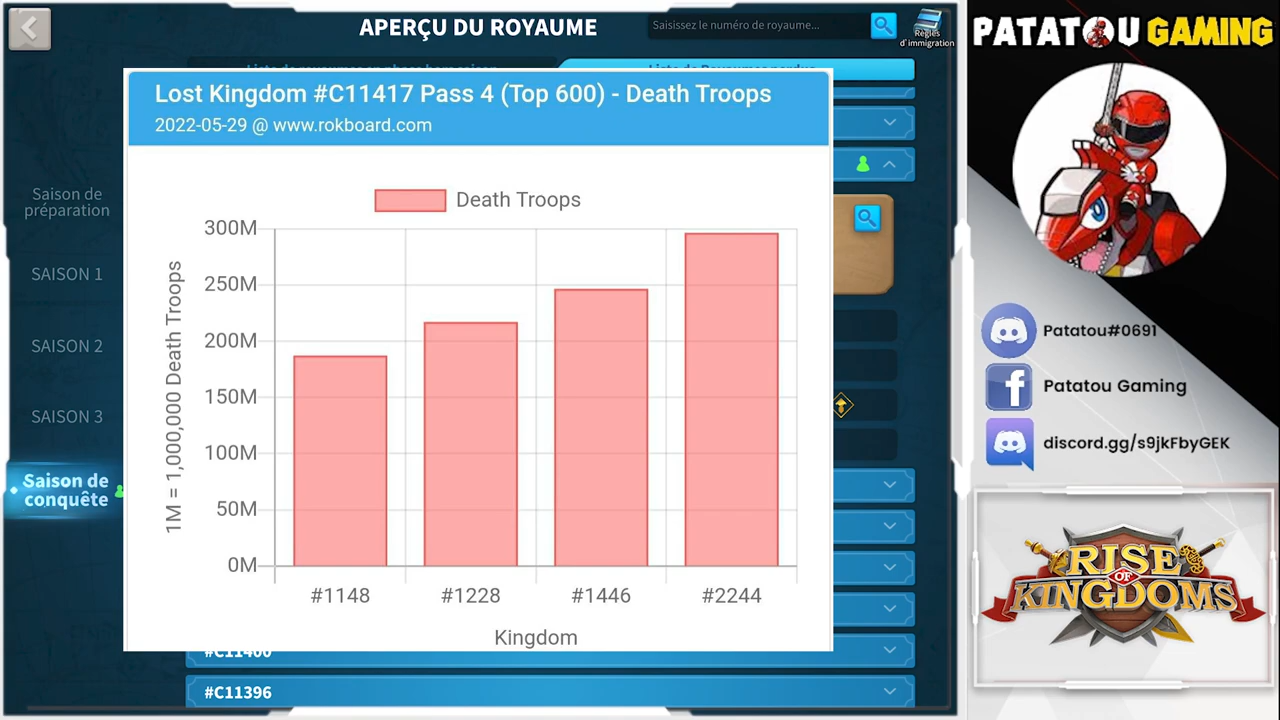 APERÇU DU ROYAUME
Saisissez le numéro de royaume...
Règles
d'immigration
PATATOU GAMING
Lost Kingdom #C11417 Pass 4 (Top 600) - Death Troops
2022-05-29 @ www.rokboard.com
Saison de
préparation
SAISON 1
SAISON 2
SAISON 3
Saison de
conquête
Death Troops
1M = 1,000,000 Death Troops
300M
250M
200M
150M
100M
50M
0M
#1148
#1228
#1446
#2244
Kingdom
#C11396
Patatou#0691
Patatou Gaming
discord.gg/s9jkFbyGEK
RISE
OF
KINGDOMS